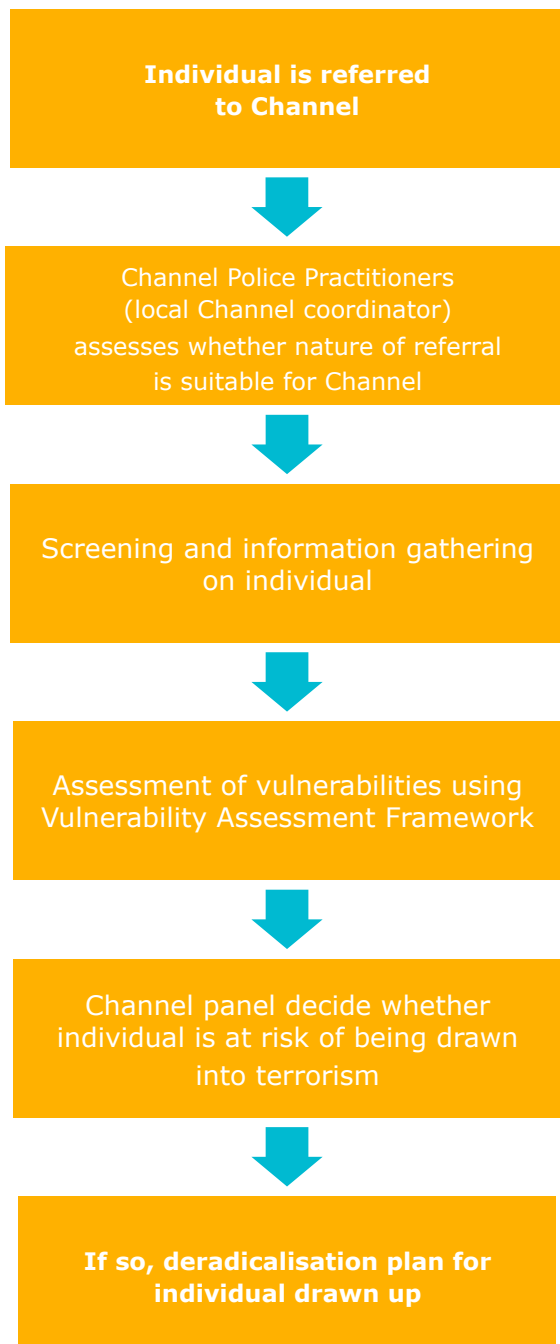 Individual is referred
to Channel
Channel Police Practitioners
(local Channel coordinator)
assesses whether nature of referral
is suitable for Channel
Screening and information gathering
on individual
Assessment of vulnerabilities using
Vulnerability Assessment Framework
Channel panel decide whether
individual is at risk of being drawn
into terrorism
If so, deradicalisation plan for
individual drawn up